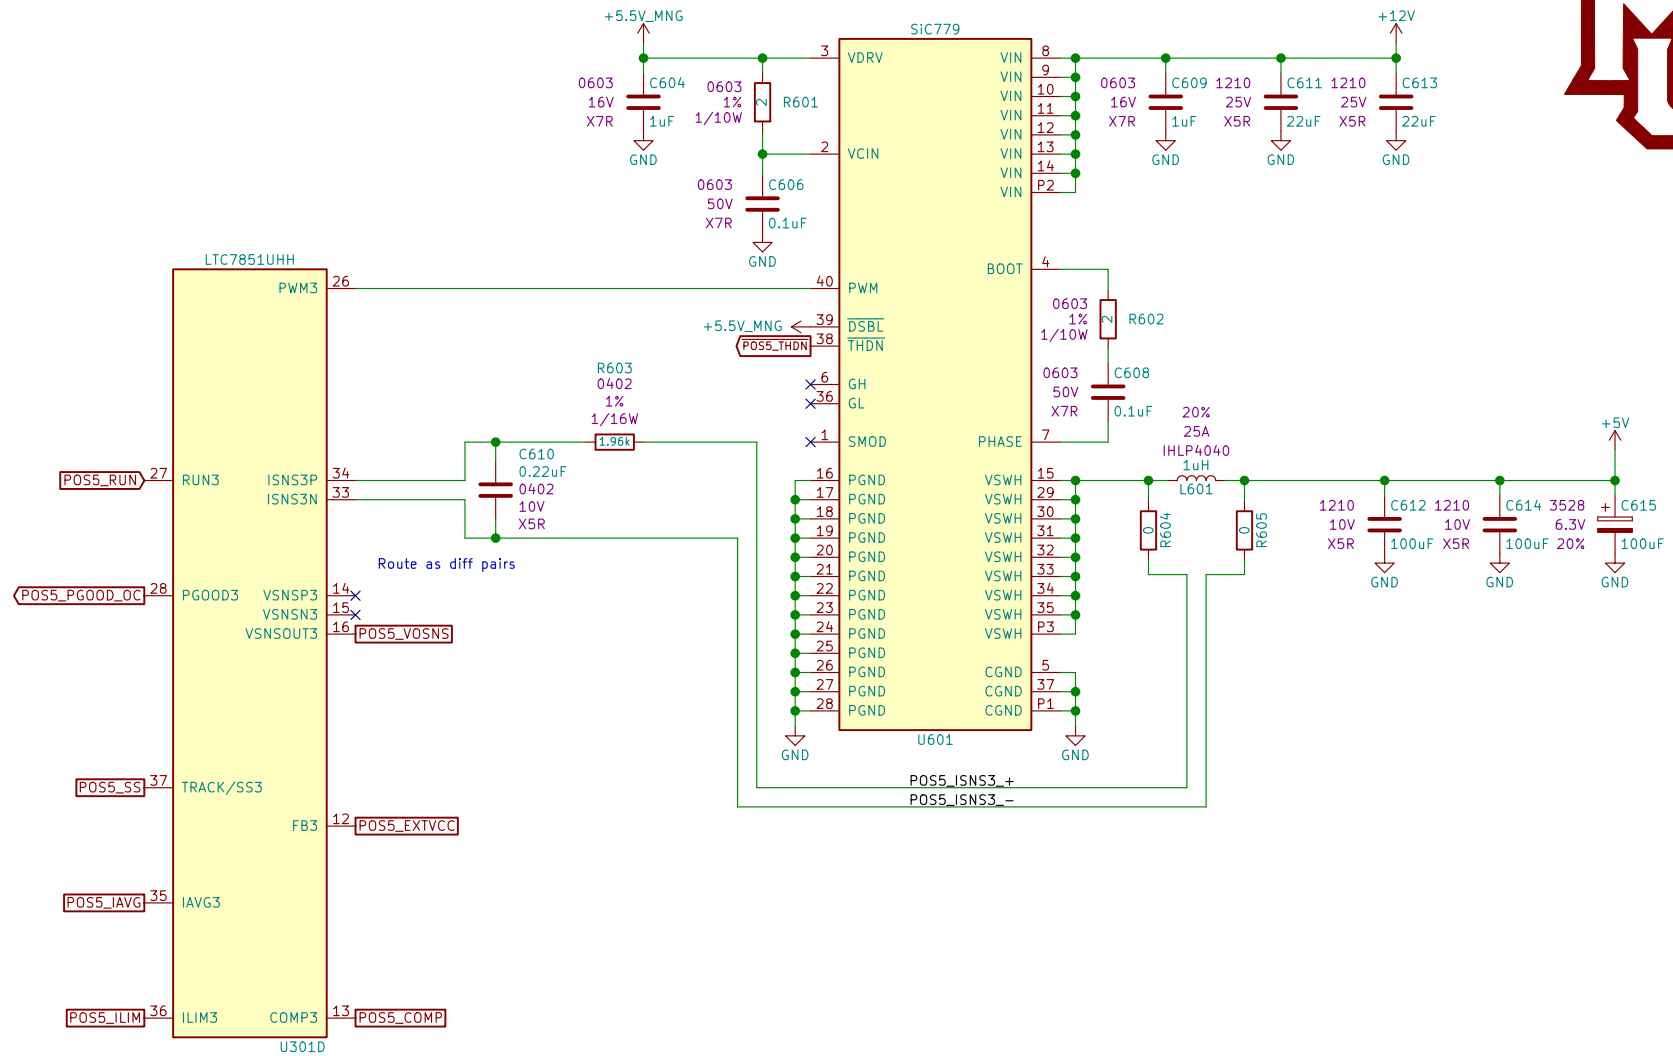 +5.5V_MNG
+12V
SiC779
3 VDRV
VIN 8
VIN 9
VIN 10
VIN 11
VIN 12
VIN 13
VIN 14
VIN P2
0603
16V
X7R
C604
1uF
GND
0603
1%
1/10W
2
R601
2 VCIN
0603
50V
X7R
C606
0.1uF
GND
0603
16V
X7R
C609
1uF
GND
1210
25V
X5R
C611
22uF
GND
1210
25V
X5R
C613
22uF
GND
LTC7851UHH
PWM3 26
40 PWM
+5.5V_MNG
39 DSBL
POS5_THDN
38 THDN
6 GH
36 GL
1 SMOD
BOOT 4
0603
1%
1/10W
2
R602
0603
50V
X7R
C608
0.1uF
PHASE 7
R603
0402
1%
1/16W
1.96k
C610
0.22uF
0402
10V
X5R
Route as diff pairs
20%
25A
IHLP4040
1uH
L601
+5V
POS5_RUN
27 RUN3
ISNS3P 34
ISNS3N 33
16 PGND
17 PGND
18 PGND
19 PGND
20 PGND
21 PGND
22 PGND
23 PGND
24 PGND
25 PGND
26 PGND
27 PGND
28 PGND
GND
VSWH 15
VSWH 29
VSWH 30
VSWH 31
VSWH 32
VSWH 33
VSWH 34
VSWH 35
VSWH P3
CGND 5
CGND 37
CGND P1
GND
U601
0
R604
0
R605
1210
10V
X5R
C612
100uF
GND
1210
10V
X5R
C614
100uF
GND
3528
6.3V
20%
+
C615
100uF
GND
POS5_PGOOD_OC
28 PGOOD3
VSNSP3 14
VSNSN3 15
VSNSOUT3 16
POS5_VOSNS
POS5_ISNS3_+
POS5_ISNS3_-
POS5_SS
37 TRACK/SS3
FB3 12
POS5_EXTVCC
POS5_IAVG
35 IAVG3
POS5_ILIM
36 ILIM3
COMP3 13
POS5_COMP
U301D